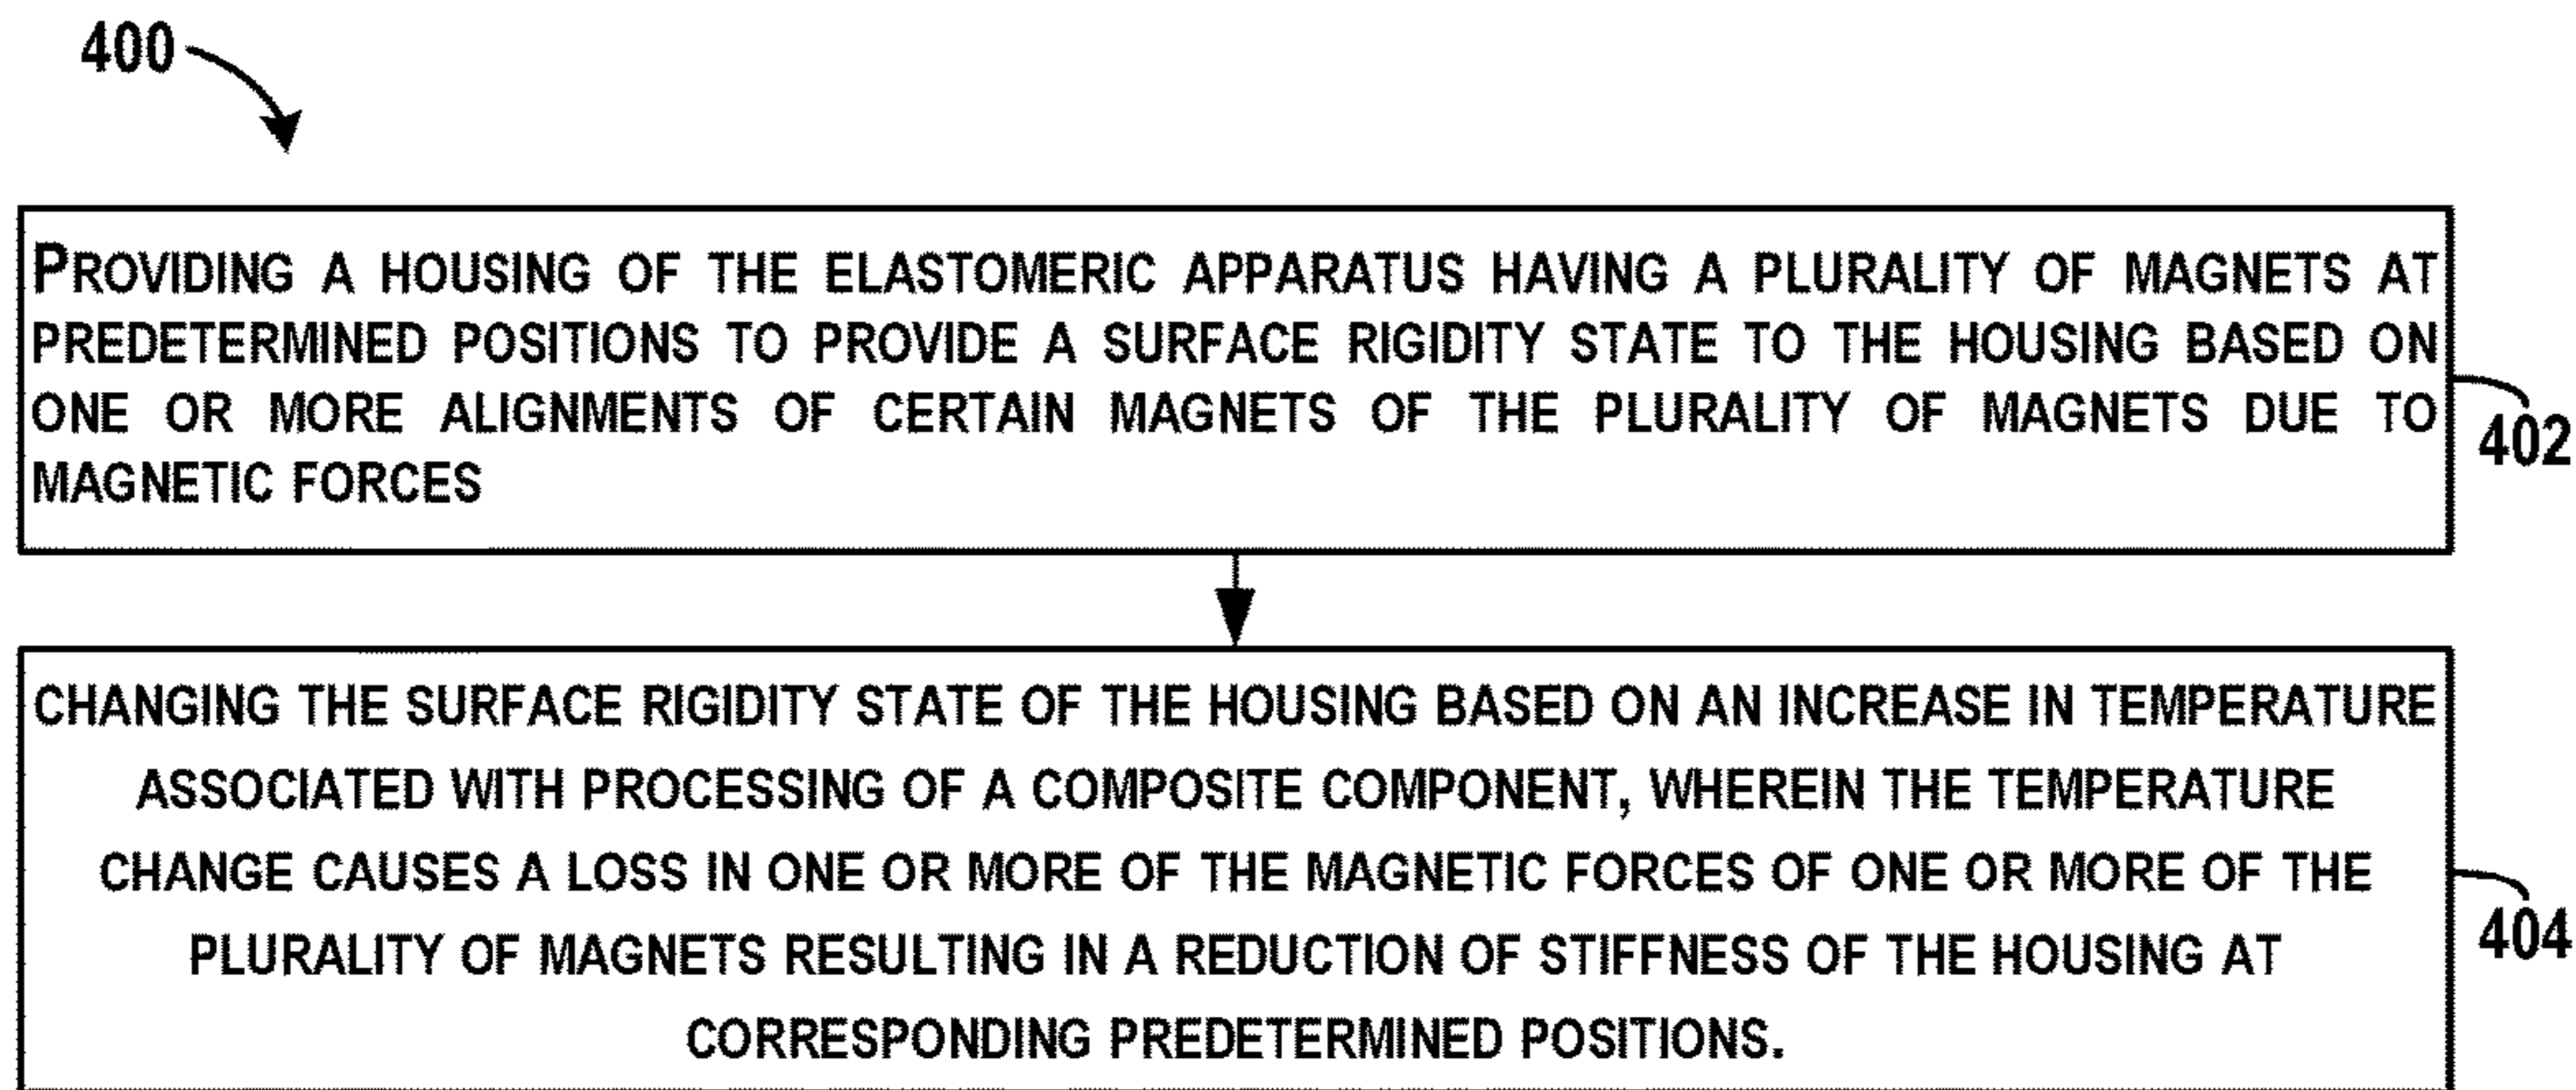 400
PROVIDING A HOUSING OF THE ELASTOMERIC APPARATUS HAVING A PLURALITY OF MAGNETS AT
PREDETERMINED POSITIONS TO PROVIDE A SURFACE RIGIDITY STATE TO THE HOUSING BASED ON
ONE OR MORE ALIGNMENTS OF CERTAIN MAGNETS OF THE PLURALITY OF MAGNETS DUE TO
MAGNETIC FORCES
402
CHANGING THE SURFACE RIGIDITY STATE OF THE HOUSING BASED ON AN INCREASE IN TEMPERATURE
ASSOCIATED WITH PROCESSING OF A COMPOSITE COMPONENT, WHEREIN THE TEMPERATURE
CHANGE CAUSES A LOSS IN ONE OR MORE OF THE MAGNETIC FORCES OF ONE OR MORE OF THE
PLURALITY OF MAGNETS RESULTING IN A REDUCTION OF STIFFNESS OF THE HOUSING AT
CORRESPONDING PREDETERMINED POSITIONS.
404